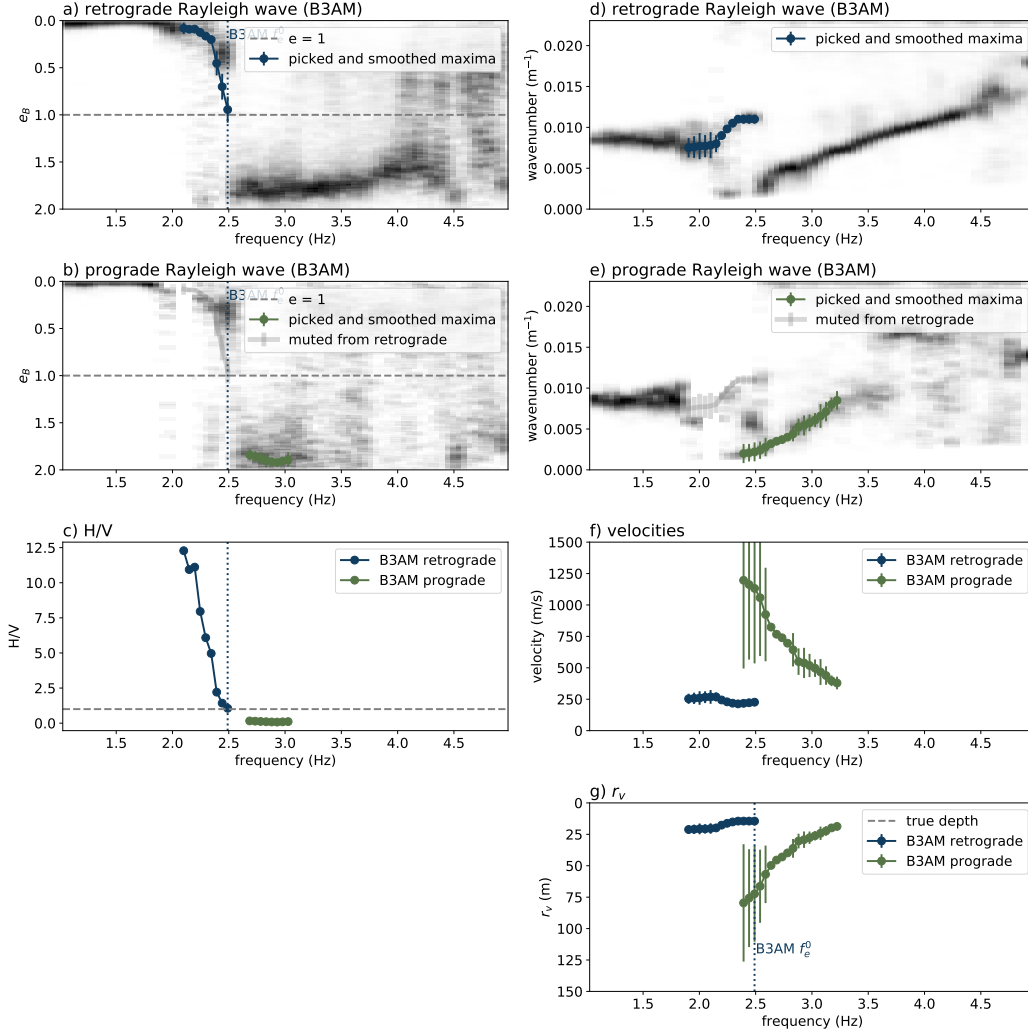 a) retrograde Rayleigh wave (B3AM)
0.0
0.5
1.0
1.5
2.0
e_B
B3AM f_e^0
e = 1
picked and smoothed maxima
1.5 2.0 2.5 3.0 3.5 4.0 4.5
frequency (Hz)
d) retrograde Rayleigh wave (B3AM)
0.020
0.015
0.010
0.005
0.000
wavenumber (m⁻¹)
picked and smoothed maxima
1.5 2.0 2.5 3.0 3.5 4.0 4.5
frequency (Hz)
b) prograde Rayleigh wave (B3AM)
0.0
0.5
1.0
1.5
2.0
e_B
B3AM f_e^0
e = 1
picked and smoothed maxima
muted from retrograde
1.5 2.0 2.5 3.0 3.5 4.0 4.5
frequency (Hz)
e) prograde Rayleigh wave (B3AM)
0.020
0.015
0.010
0.005
0.000
wavenumber (m⁻¹)
picked and smoothed maxima
muted from retrograde
1.5 2.0 2.5 3.0 3.5 4.0 4.5
frequency (Hz)
c) H/V
12.5
10.0
7.5
5.0
2.5
0.0
H/V
B3AM retrograde
B3AM prograde
1.5 2.0 2.5 3.0 3.5 4.0 4.5
frequency (Hz)
f) velocities
1500
1250
1000
750
500
250
0
velocity (m/s)
B3AM retrograde
B3AM prograde
1.5 2.0 2.5 3.0 3.5 4.0 4.5
frequency (Hz)
g) r_v
0
25
50
75
100
125
150
r_v (m)
true depth
B3AM retrograde
B3AM prograde
B3AM f_e^0
1.5 2.0 2.5 3.0 3.5 4.0 4.5
frequency (Hz)